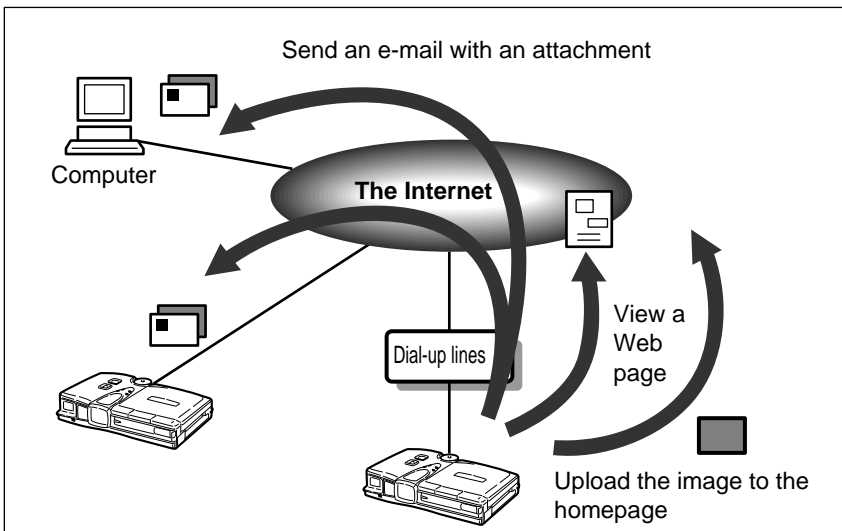 Send an e-mail with an attachment
Computer
The Internet
Dial-up lines
View a
Web
page
Upload the image to the
homepage